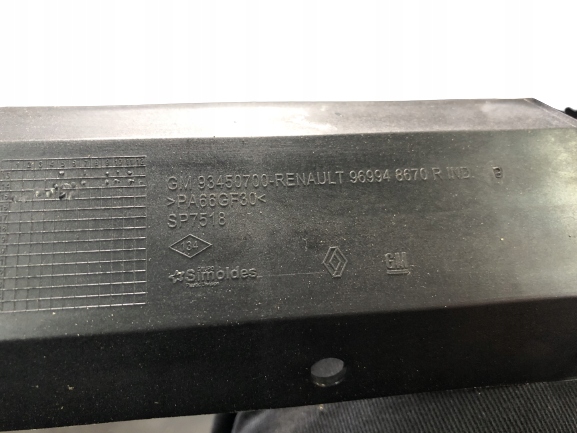 GM 93450700-RENAULT 96994 8670 R IND.
>PA66GF30<
SP7518
134
Simoldes
GM